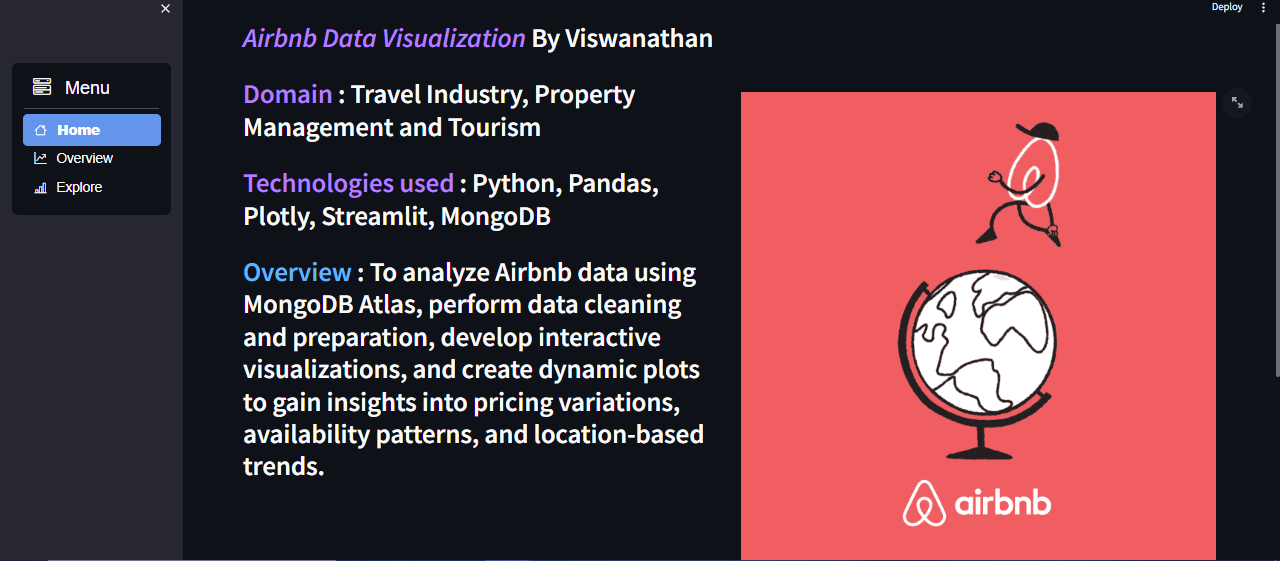 Deploy
Menu
Home
Overview
Explore
Airbnb Data Visualization By Viswanathan
Domain : Travel Industry, Property
Management and Tourism
Technologies used : Python, Pandas,
Plotly, Streamlit, MongoDB
Overview : To analyze Airbnb data using
MongoDB Atlas, perform data cleaning
and preparation, develop interactive
visualizations, and create dynamic plots
to gain insights into pricing variations,
availability patterns, and location-based
trends.
airbnb